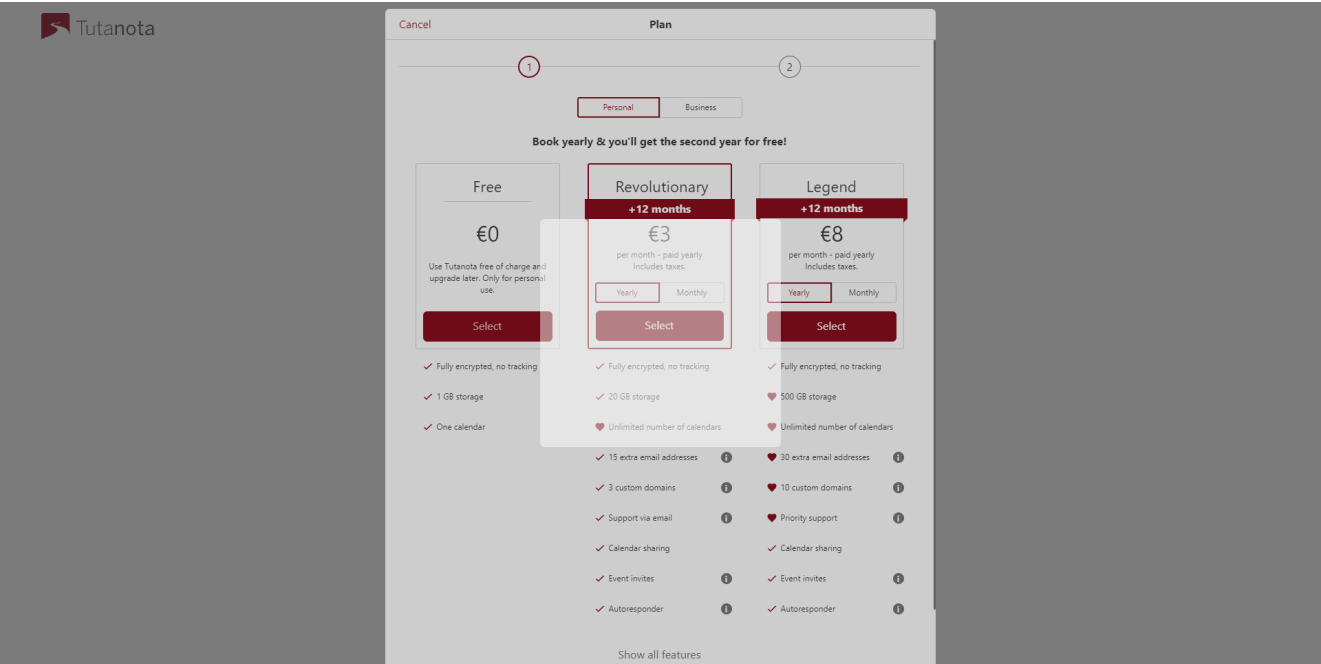 Tutanota
Cancel
Plan
1
2
Personal
Business
Book yearly & you'll get the second year for free!
Free
€0
Use Tutanota free of charge and
upgrade later. Only for personal
use.
Select
Fully encrypted, no tracking
1 GB storage
One calendar
Revolutionary
+12 months
€3
per month - paid yearly
Includes taxes.
Yearly
Monthly
Select
Fully encrypted, no tracking
20 GB storage
Unlimited number of calendars
15 extra email addresses
3 custom domains
Support via email
Calendar sharing
Event invites
Autoresponder
Legend
+12 months
€8
per month - paid yearly
Includes taxes.
Yearly
Monthly
Select
Fully encrypted, no tracking
500 GB storage
Unlimited number of calendars
30 extra email addresses
10 custom domains
Priority support
Calendar sharing
Event invites
Autoresponder
Show all features